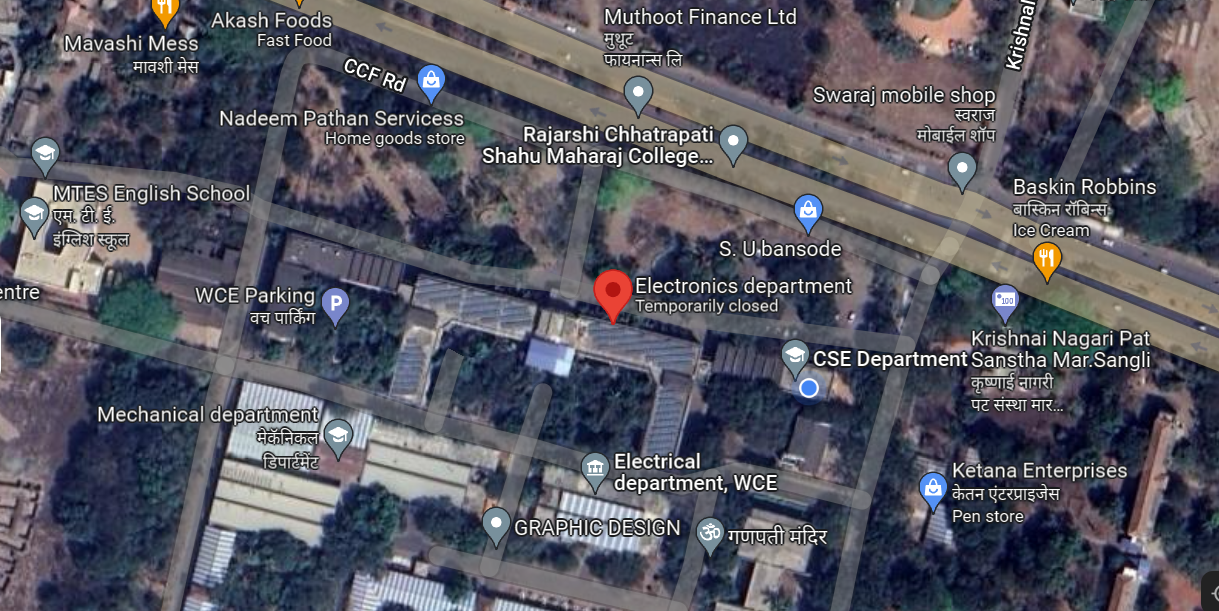 Muthoot Finance Ltd
मुथूट
फायनान्स लि
Akash Foods
Fast Food
Mavashi Mess
मावशी मेस
Krishnai
CCF Rd
Nadeem Pathan Servicess
Home goods store
Swaraj mobile shop
स्वराज
मोबाईल शॉप
Rajarshi Chhatrapati
Shahu Maharaj College...
MTES English School
एम. टी. ई.
इंग्लिश स्कूल
Baskin Robbins
बास्किन रॉबिन्स
Ice Cream
S. U bansode
Electronics department
Temporarily closed
entre
WCE Parking
वच पार्किंग
P
100
Krishnai Nagari Pat
Sanstha Mar.Sangli
कृष्णाई नागरी
पट संस्था मार...
CSE Department
Mechanical department
मेकॅनिकल
डिपार्टमेंट
Electrical
department, WCE
Ketana Enterprises
केतन एंटरप्राइजेस
Pen store
GRAPHIC DESIGN
ॐ
गणपती मंदिर